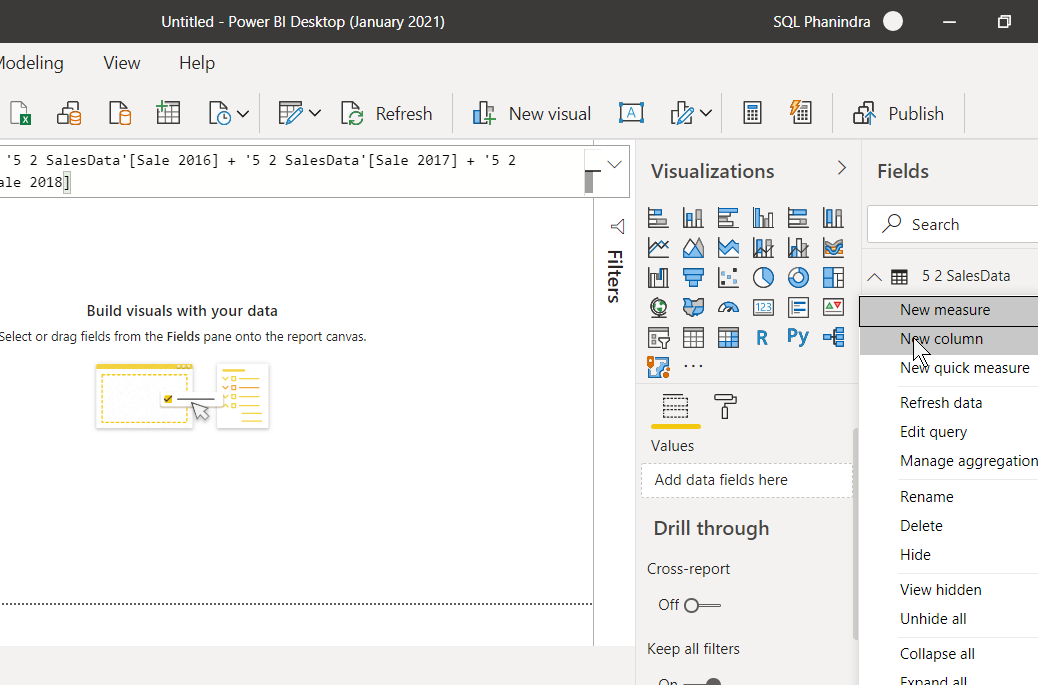 Untitled - Power BI Desktop (January 2021)
SQL Phanindra
Modeling View Help
Refresh
New visual
Publish
'5 2 SalesData'[Sale 2016] + '5 2 SalesData'[Sale 2017] + '5 2
ale 2018]
Build visuals with your data
Select or drag fields from the Fields pane onto the report canvas.
Filters
Visualizations
123
R
Py
Values
Add data fields here
Drill through
Cross-report
Off
Keep all filters
On
Fields
Search
5 2 SalesData
New measure
New column
New quick measure
Refresh data
Edit query
Manage aggregation
Rename
Delete
Hide
View hidden
Unhide all
Collapse all
Expand all